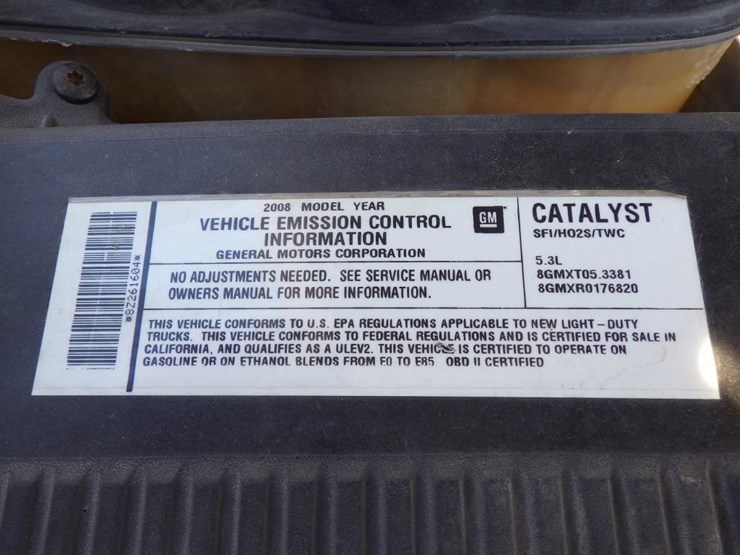 2008 MODEL YEAR
VEHICLE EMISSION CONTROL
INFORMATION
GENERAL MOTORS CORPORATION
GM
CATALYST
SFI/HO2S/TWC
5.3L
8GMXT05.3381
8GMXR0176820
NO ADJUSTMENTS NEEDED. SEE SERVICE MANUAL OR
OWNERS MANUAL FOR MORE INFORMATION.
THIS VEHICLE CONFORMS TO U.S. EPA REGULATIONS APPLICABLE TO NEW LIGHT-DUTY
TRUCKS. THIS VEHICLE CONFORMS TO FEDERAL REGULATIONS AND IS CERTIFIED FOR SALE IN
CALIFORNIA, AND QUALIFIES AS A ULEV2. THIS VEHICLE IS CERTIFIED TO OPERATE ON
GASOLINE OR ON ETHANOL BLENDS FROM E0 TO E85 OBD II CERTIFIED
*8Z261604*